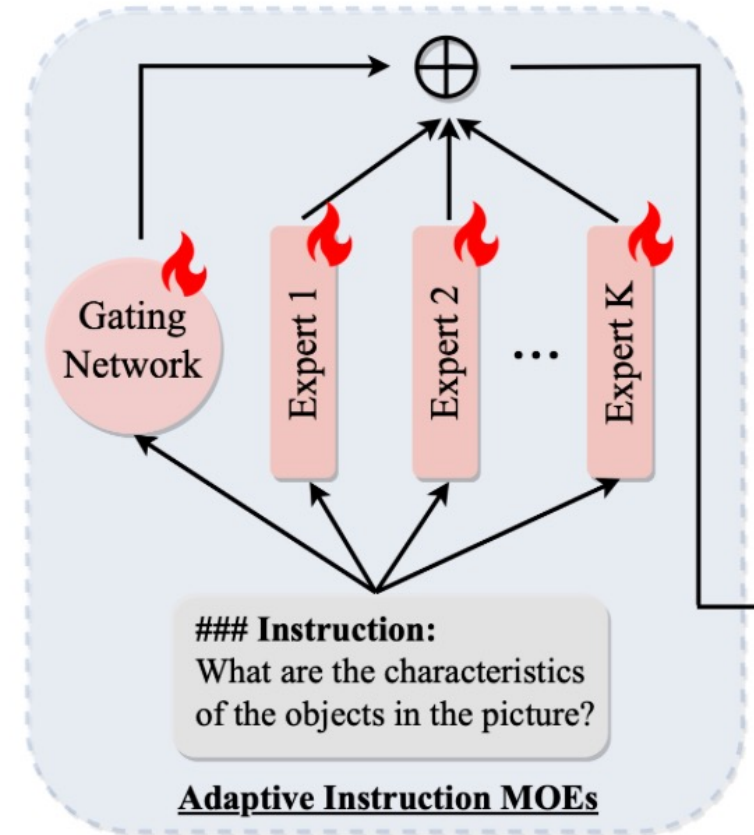 Gating
Network
Expert 1
Expert 2
...
Expert K
### Instruction:
What are the characteristics
of the objects in the picture?
Adaptive Instruction MOEs